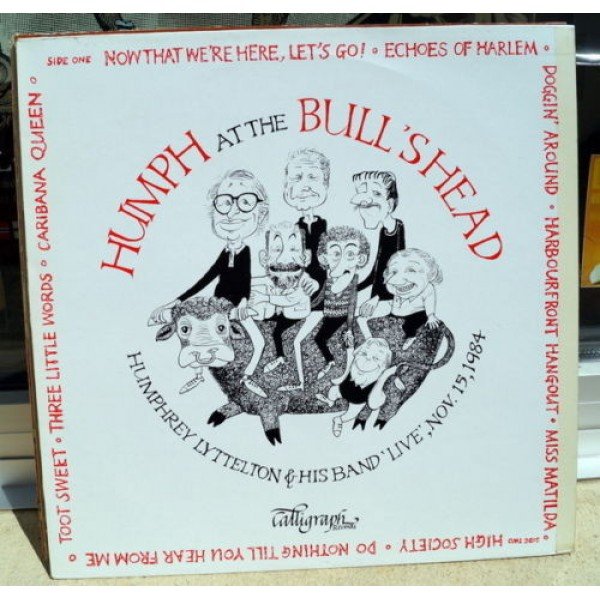 SIDE ONE NOW THAT WE'RE HERE, LET'S GO! ∘ ECHOES OF HARLEM ∘
DOGGIN' AROUND ∘ HARBOURFRONT HANGOUT ∘ MISS MATILDA
∘ SIDE TWO HIGH SOCIETY ∘ DO NOTHING TILL YOU HEAR FROM ME ∘
TOOT SWEET ∘ THREE LITTLE WORDS ∘ CARIBANA QUEEN ∘
HUMPH AT THE BULL'S HEAD
HUMPHREY LYTTELTON & HIS BAND 'LIVE', NOV. 15, 1984
Calligraph
Records